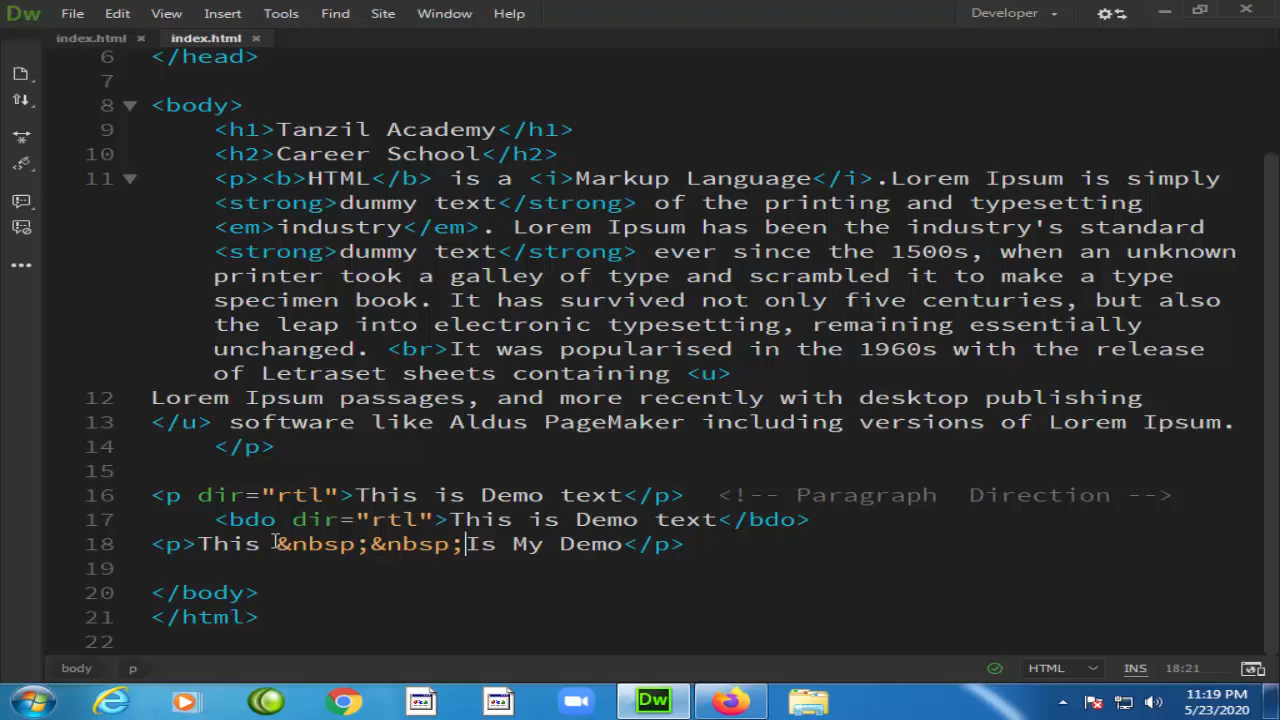 Dw File Edit View Insert Tools Find Site Window Help Developer
index.html × index.html ×
6 </head>
7
8 <body>
9 <h1>Tanzil Academy</h1>
10 <h2>Career School</h2>
11 <p><b>HTML</b> is a <i>Markup Language</i>.Lorem Ipsum is simply
<strong>dummy text</strong> of the printing and typesetting
<em>industry</em>. Lorem Ipsum has been the industry's standard
<strong>dummy text</strong> ever since the 1500s, when an unknown
printer took a galley of type and scrambled it to make a type
specimen book. It has survived not only five centuries, but also
the leap into electronic typesetting, remaining essentially
unchanged. <br>It was popularised in the 1960s with the release
of Letraset sheets containing <u>
12 Lorem Ipsum passages, and more recently with desktop publishing
13 </u> software like Aldus PageMaker including versions of Lorem Ipsum.
14 </p>
15
16 <p dir="rtl">This is Demo text</p> <!-- Paragraph Direction -->
17 <bdo dir="rtl">This is Demo text</bdo>
18 <p>This &nbsp;&nbsp;Is My Demo</p>
19
20 </body>
21 </html>
22
body p HTML INS 18:21
Dw 11:19 PM
5/23/2020